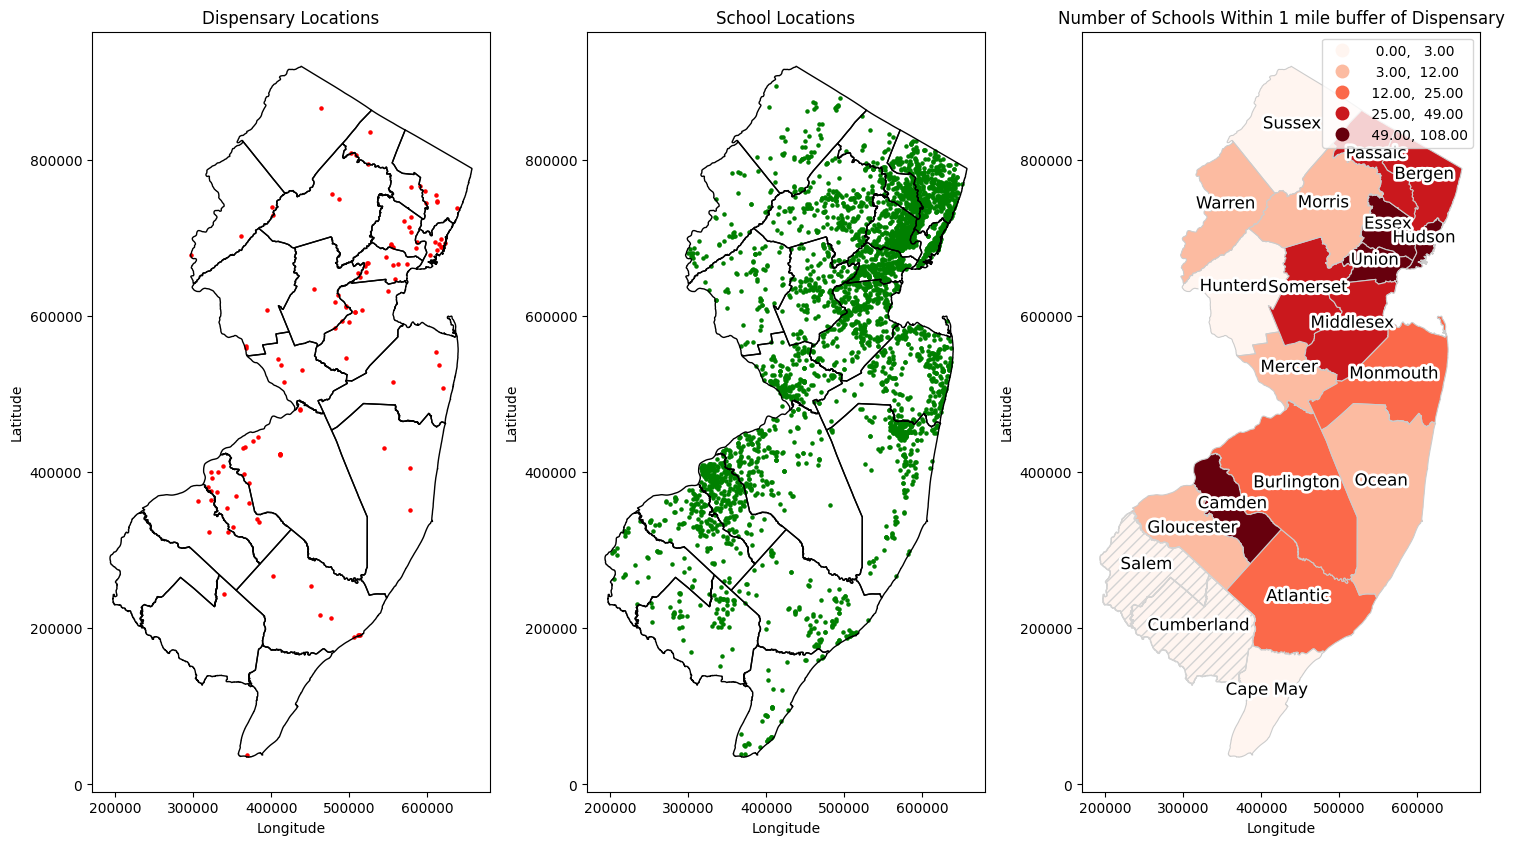 Dispensary Locations
School Locations
Number of Schools Within 1 mile buffer of Dispensary
0.00, 3.00
3.00, 12.00
12.00, 25.00
25.00, 49.00
49.00, 108.00
Sussex
Passaic
Bergen
Warren
Morris
Essex
Hudson
Union
Hunterd
Somerset
Middlesex
Mercer
Monmouth
Burlington
Ocean
Camden
Gloucester
Salem
Atlantic
Cumberland
Cape May
800000
600000
400000
200000
0
Latitude
200000 300000 400000 500000 600000
Longitude
800000
600000
400000
200000
0
Latitude
200000 300000 400000 500000 600000
Longitude
800000
600000
400000
200000
0
Latitude
200000 300000 400000 500000 600000
Longitude